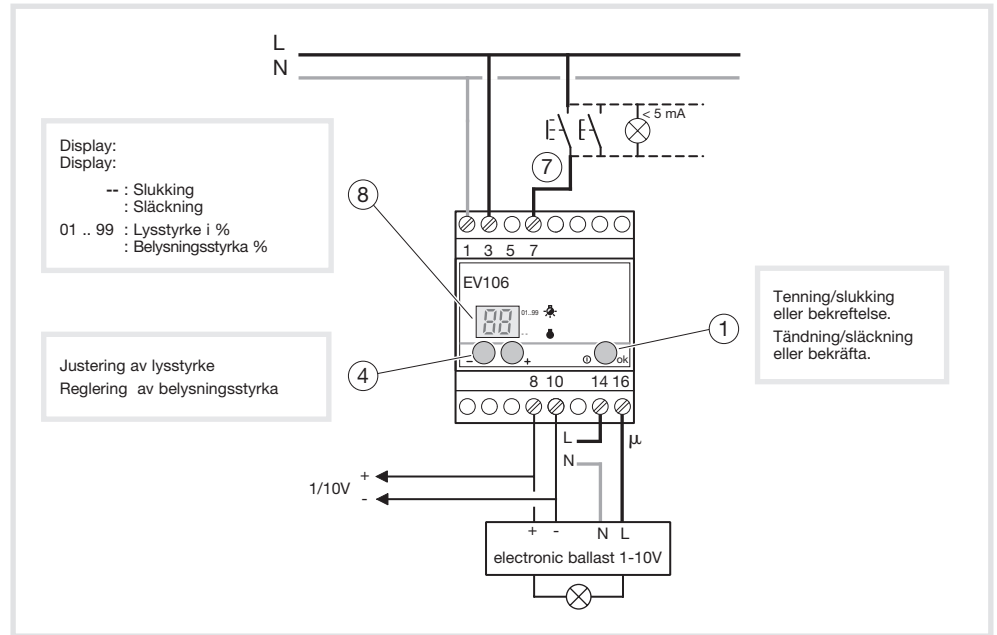 L
N
< 5 mA
7
Display:
Display:
-- : Slukking
: Släckning
01 .. 99 : Lysstyrke i %
: Belysningsstyrka %
8
1 3 5 7
EV106
88
01..99
--
- + ok
Tenning/slukking
eller bekreftelse.
Tändning/släckning
eller bekräfta.
1
Justering av lysstyrke
Reglering av belysningsstyrka
4
8 10 14 16
L
µ
N
1/10V
+
-
+ - N L
electronic ballast 1-10V